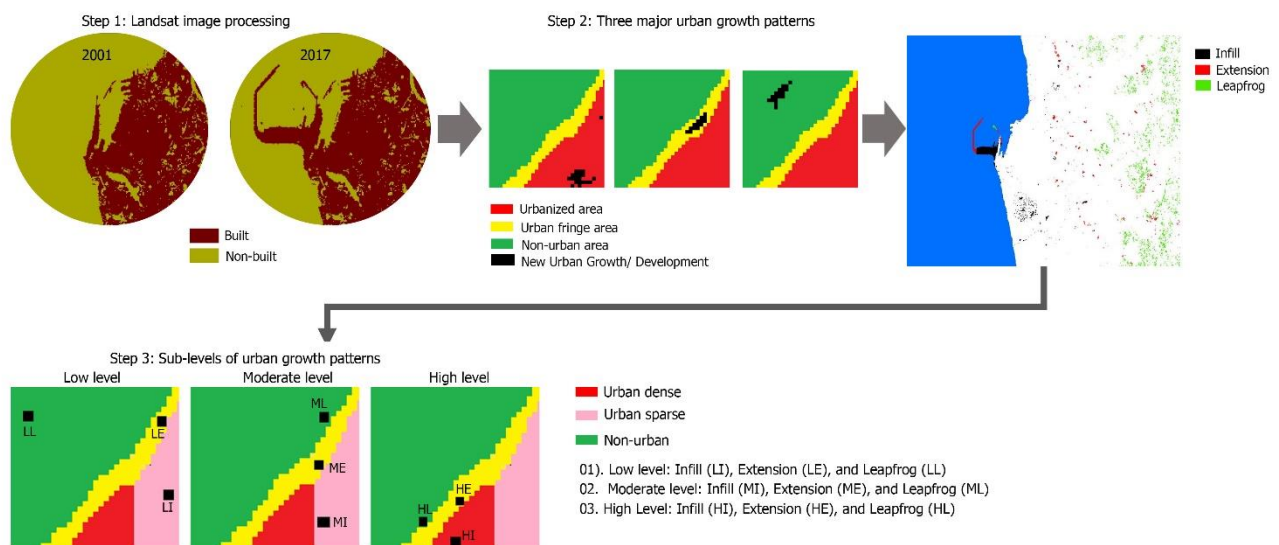 Step 1: Landsat image processing
2001
2017
Built
Non-built
Step 2: Three major urban growth patterns
Urbanized area
Urban fringe area
Non-urban area
New Urban Growth/ Development
Infill
Extension
Leapfrog
Step 3: Sub-levels of urban growth patterns
Low level
Moderate level
High level
LL
LE
LI
ML
ME
MI
HE
HL
HI
Urban dense
Urban sparse
Non-urban
01). Low level: Infill (LI), Extension (LE), and Leapfrog (LL)
02. Moderate level: Infill (MI), Extension (ME), and Leapfrog (ML)
03. High Level: Infill (HI), Extension (HE), and Leapfrog (HL)